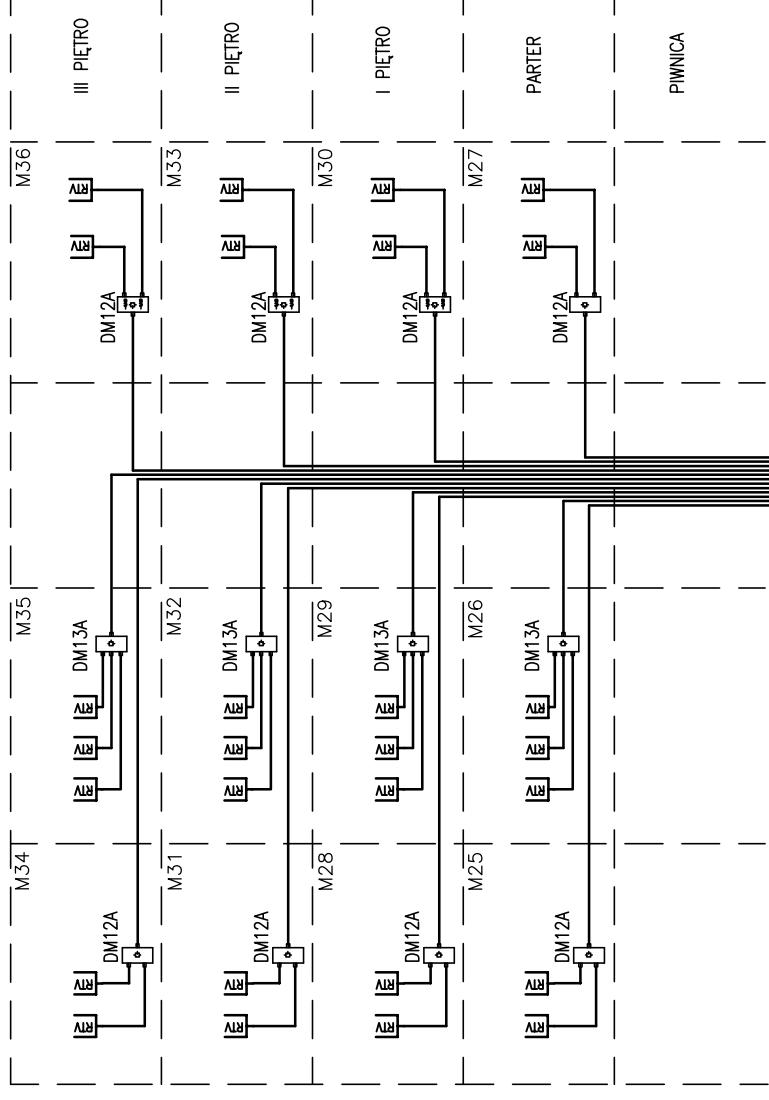 III PIĘTRO
II PIĘTRO
I PIĘTRO
PARTER
PIWNICA
M36
M33
M30
M27
RTV
RTV
RTV
RTV
RTV
RTV
RTV
RTV
DM12A
DM12A
DM12A
DM12A
M35
M32
M29
M26
DM13A
DM13A
DM13A
DM13A
RTV
RTV
RTV
RTV
RTV
RTV
RTV
RTV
RTV
RTV
RTV
RTV
M34
M31
M28
M25
DM12A
DM12A
DM12A
DM12A
RTV
RTV
RTV
RTV
RTV
RTV
RTV
RTV